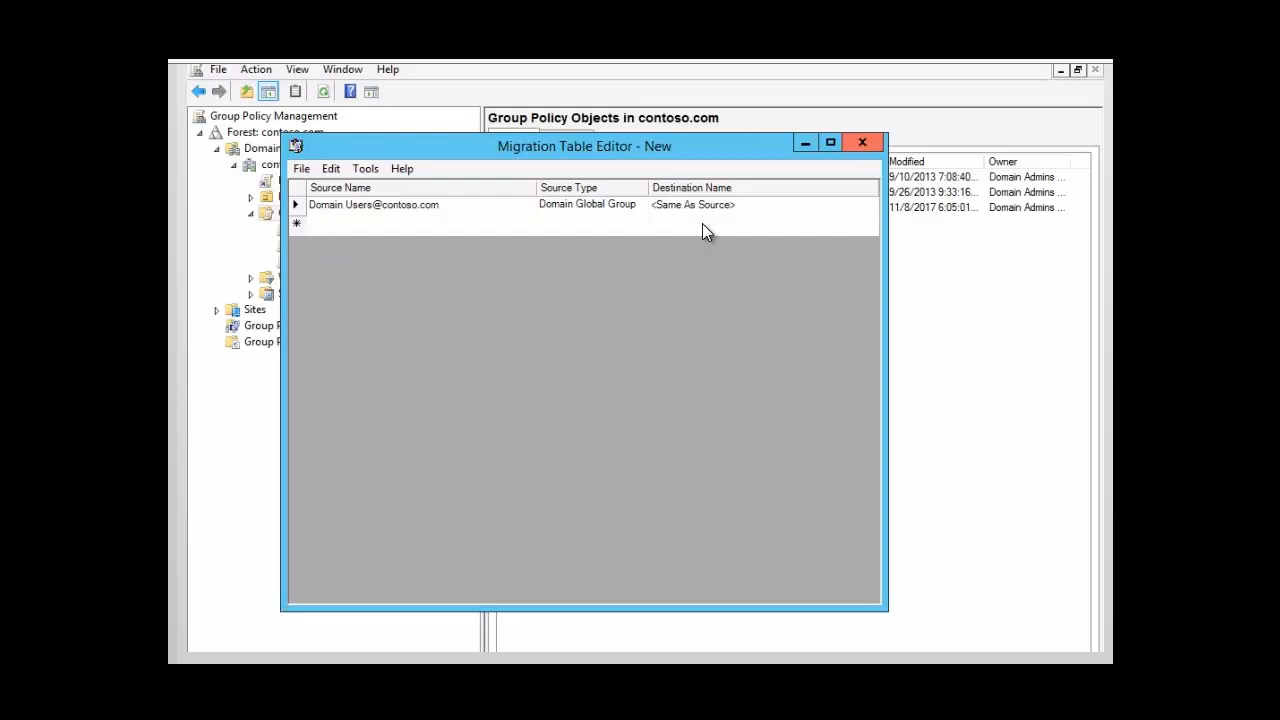 File Action View Window Help
Group Policy Management
Forest: contoso.com
Domain
con
Sites
Group P
Group P
Group Policy Objects in contoso.com
Modified Owner
9/10/2013 7:08:40... Domain Admins ...
9/26/2013 9:33:16... Domain Admins ...
11/8/2017 6:05:01... Domain Admins ...
Migration Table Editor - New
File Edit Tools Help
Source Name Source Type Destination Name
Domain Users@contoso.com Domain Global Group <Same As Source>